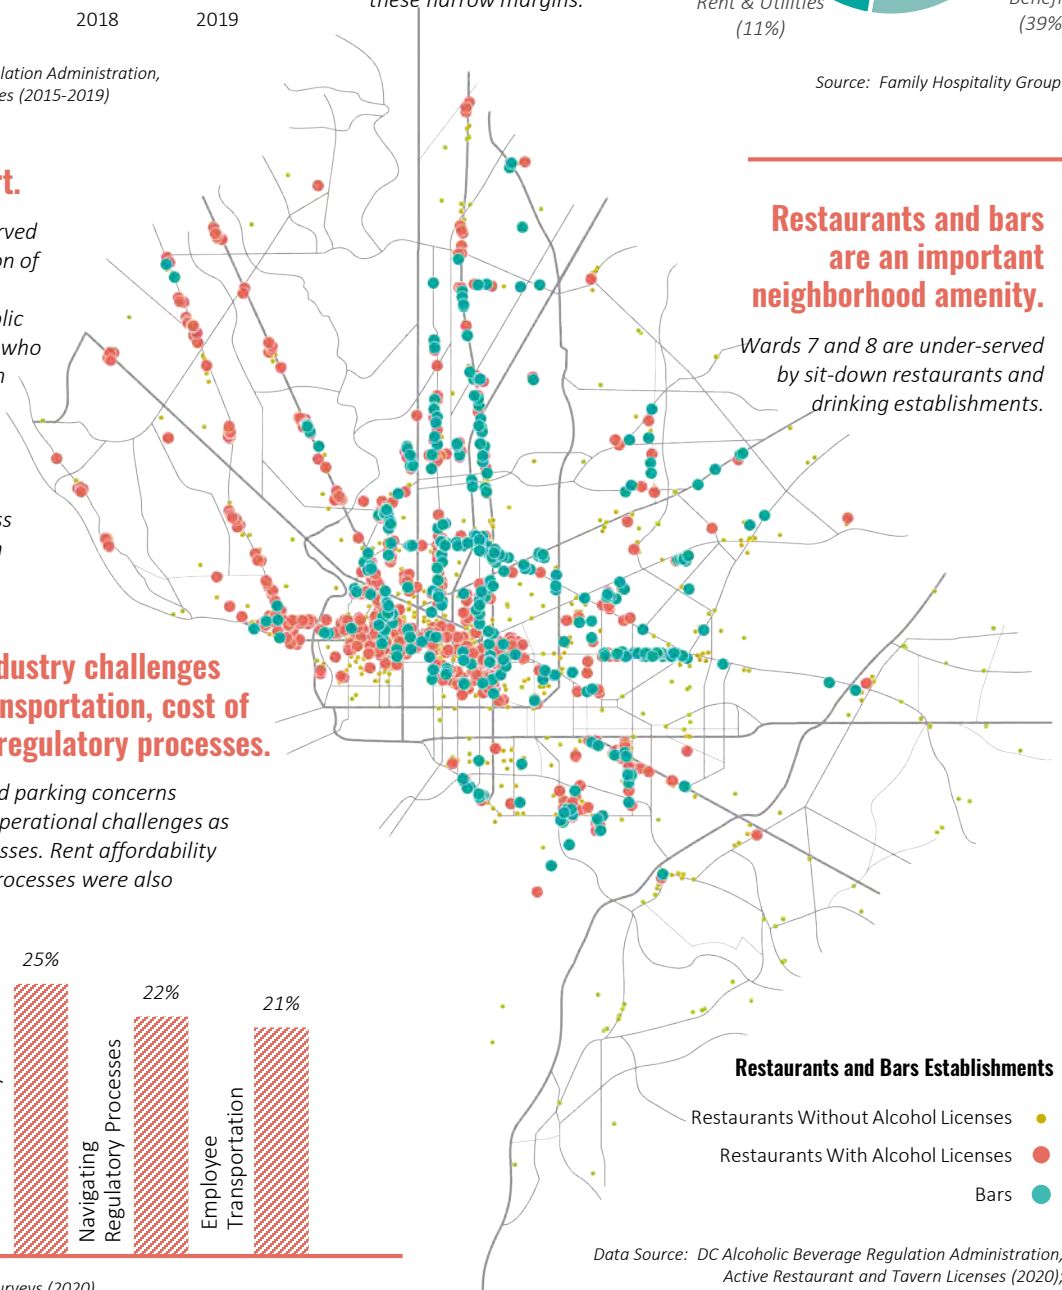 2018 2019
these narrow margins.
Rent & Utilities
(11%)
(39%
lation Administration,
es (2015-2019)
Source: Family Hospitality Group
rt.
rved
on of
blic
who
n
ss
n
Restaurants and bars
are an important
neighborhood amenity.
Wards 7 and 8 are under-served
by sit-down restaurants and
drinking establishments.
dustry challenges
nsportation, cost of
regulatory processes.
d parking concerns
perational challenges as
sses. Rent affordability
rocesses were also
25%
22%
21%
Navigating
Regulatory Processes
Employee
Transportation
urveys (2020)
Restaurants and Bars Establishments
Restaurants Without Alcohol Licenses
Restaurants With Alcohol Licenses
Bars
Data Source: DC Alcoholic Beverage Regulation Administration,
Active Restaurant and Tavern Licenses (2020);